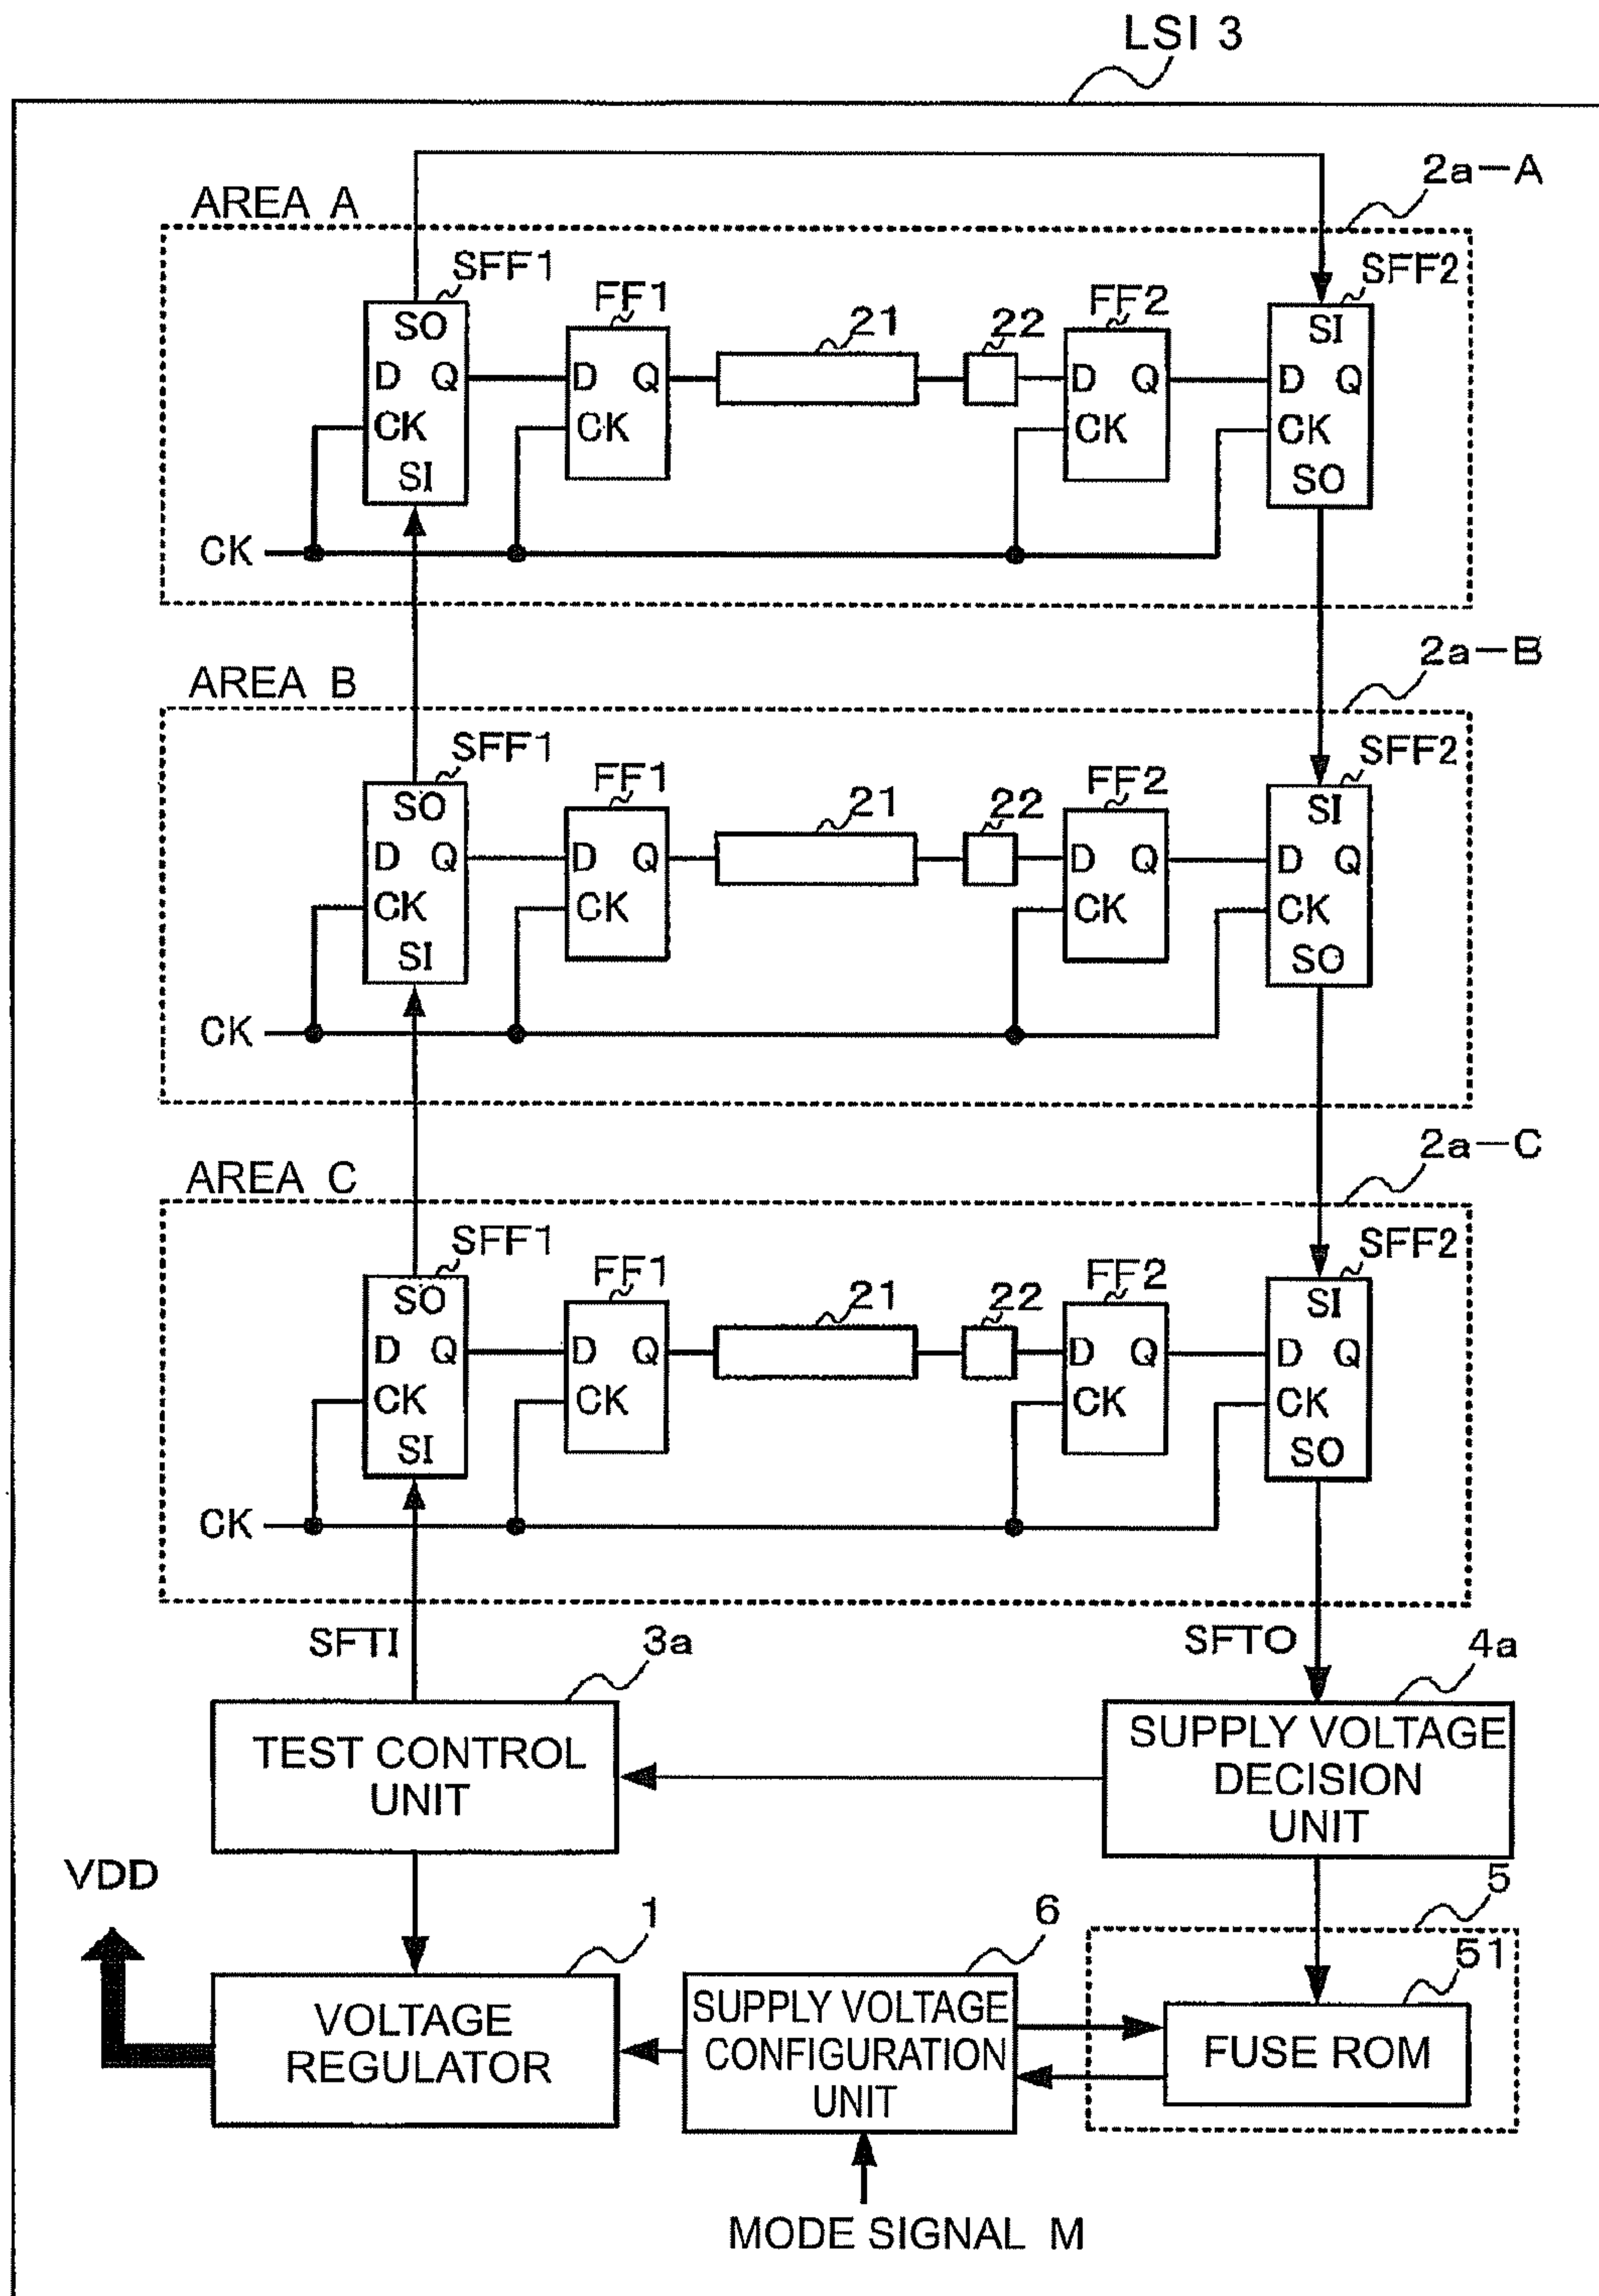 LSI 3
2a-A
AREA A
SFF1
FF1
21
22
FF2
SFF2
SO
D Q
CK
SI
D Q
CK
D Q
CK
SI
D Q
CK
SO
CK
2a-B
AREA B
SFF1
FF1
21
22
FF2
SFF2
SO
D Q
CK
SI
D Q
CK
D Q
CK
SI
D Q
CK
SO
CK
2a-C
AREA C
SFF1
FF1
21
22
FF2
SFF2
SO
D Q
CK
SI
D Q
CK
D Q
CK
SI
D Q
CK
SO
CK
SFTI
3a
SFTO
4a
TEST CONTROL
UNIT
SUPPLY VOLTAGE
DECISION
UNIT
VDD
1
6
5
51
VOLTAGE
REGULATOR
SUPPLY VOLTAGE
CONFIGURATION
UNIT
FUSE ROM
MODE SIGNAL M